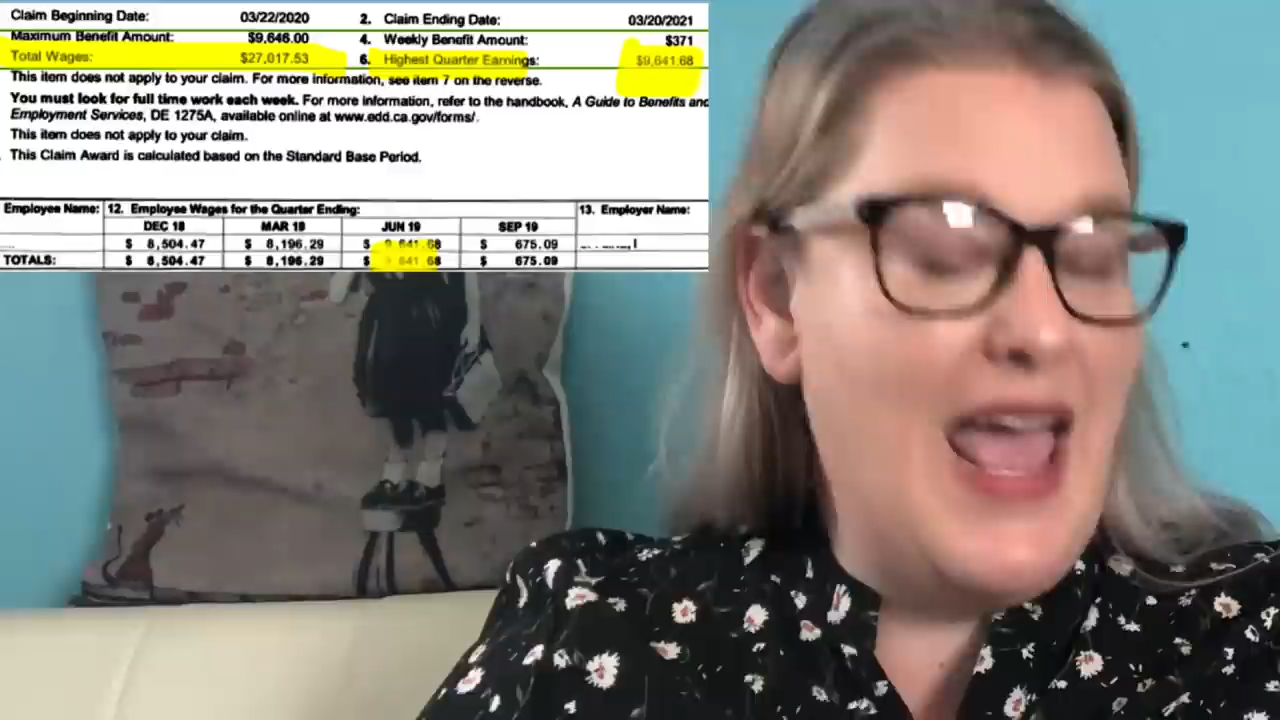 Claim Beginning Date: 03/22/2020 2. Claim Ending Date: 03/20/2021
Maximum Benefit Amount: $9,646.00 4. Weekly Benefit Amount: $371
Total Wages: $27,017.53 6. Highest Quarter Earnings: $9,641.68
This item does not apply to your claim. For more information, see item 7 on the reverse.
You must look for full time work each week. For more information, refer to the handbook, A Guide to Benefits and
Employment Services, DE 1275A, available online at www.edd.ca.gov/forms/.
This item does not apply to your claim.
This Claim Award is calculated based on the Standard Base Period.
Employee Name: 12. Employee Wages for the Quarter Ending: 13. Employer Name:
DEC 18 MAR 19 JUN 19 SEP 19
$ 8,504.47 $ 8,196.29 $ 9,641.68 $ 675.09
TOTALS: $ 8,504.47 $ 8,196.29 $ 9,641.68 $ 675.09